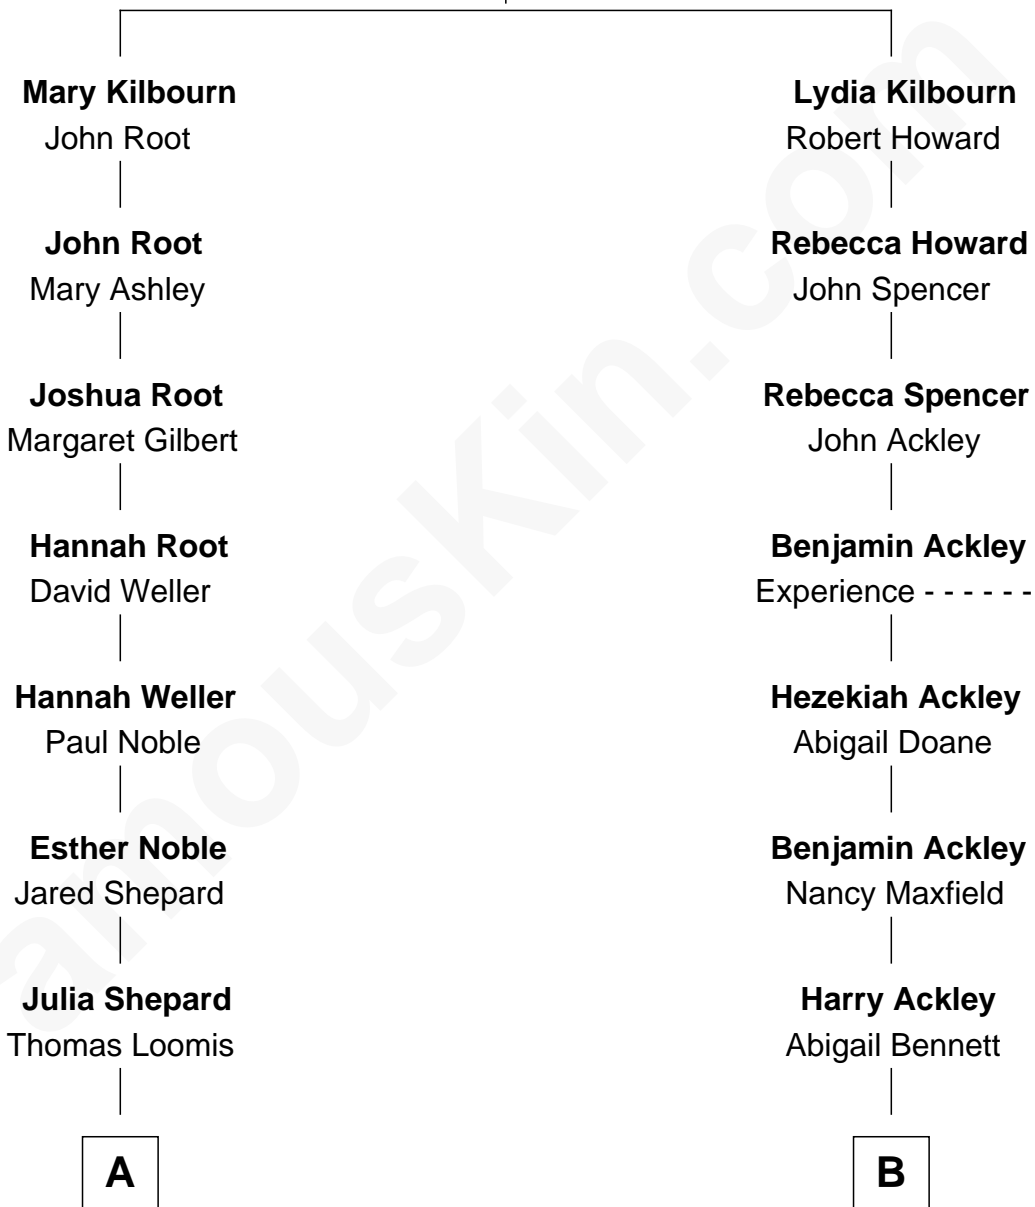 Mary Kilbourn
John Root
John Root
Mary Ashley
Joshua Root
Margaret Gilbert
Hannah Root
David Weller
Hannah Weller
Paul Noble
Esther Noble
Jared Shepard
Julia Shepard
Thomas Loomis
A
Lydia Kilbourn
Robert Howard
Rebecca Howard
John Spencer
Rebecca Spencer
John Ackley
Benjamin Ackley
Experience - - - - - -
Hezekiah Ackley
Abigail Doane
Benjamin Ackley
Nancy Maxfield
Harry Ackley
Abigail Bennett
B
amouskin.com